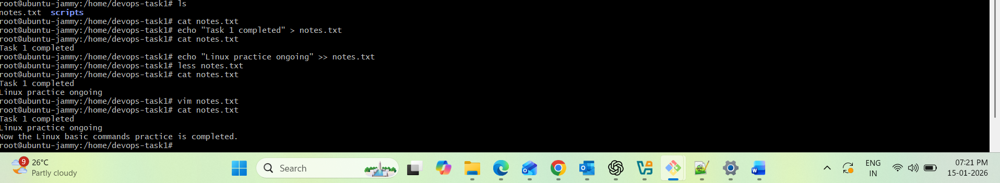 root@ubuntu-jammy:/home/devops-task1# ls
notes.txt  scripts
root@ubuntu-jammy:/home/devops-task1# cat notes.txt
root@ubuntu-jammy:/home/devops-task1# echo "Task 1 completed" > notes.txt
root@ubuntu-jammy:/home/devops-task1# cat notes.txt
Task 1 completed
root@ubuntu-jammy:/home/devops-task1# echo "Linux practice ongoing" >> notes.txt
root@ubuntu-jammy:/home/devops-task1# less notes.txt
root@ubuntu-jammy:/home/devops-task1# cat notes.txt
Task 1 completed
Linux practice ongoing
root@ubuntu-jammy:/home/devops-task1# vim notes.txt
root@ubuntu-jammy:/home/devops-task1# cat notes.txt
Task 1 completed
Linux practice ongoing
Now the Linux basic commands practice is completed.
root@ubuntu-jammy:/home/devops-task1#
9
26°C
Partly cloudy
Search
W
ENG
IN
07:21 PM
15-01-2026